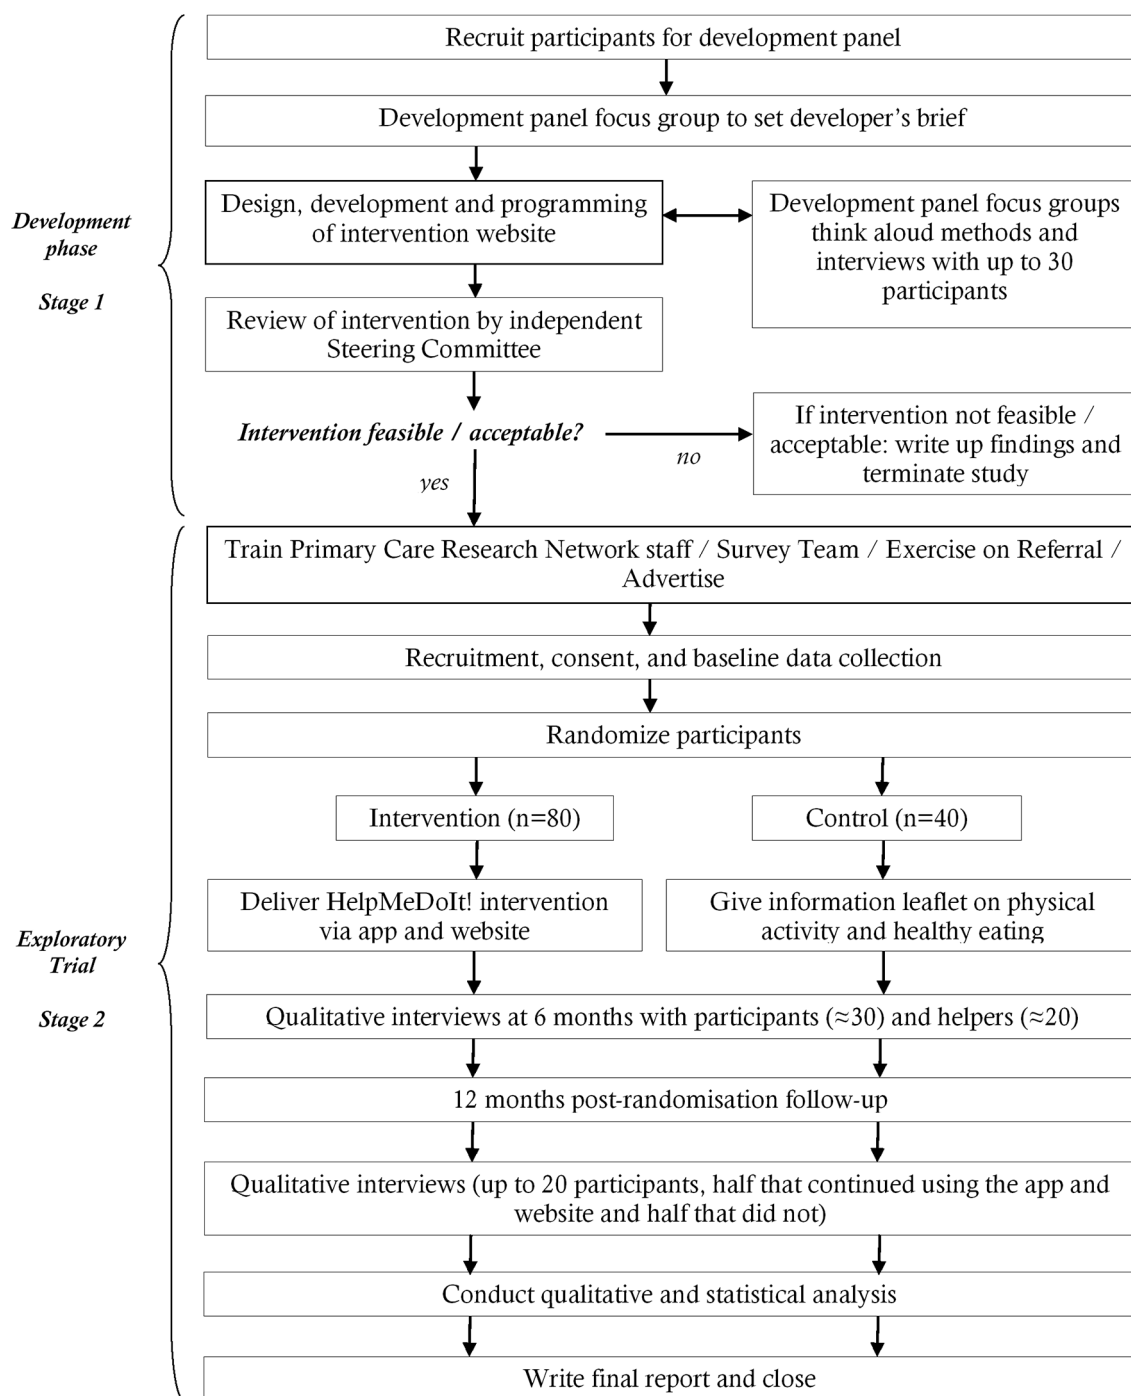 Recruit participants for development panel
Development panel focus group to set developer's brief
Development
phase
Stage 1
Design, development and programming
of intervention website
Development panel focus groups
think aloud methods and
interviews with up to 30
participants
Review of intervention by independent
Steering Committee
Intervention feasible / acceptable?
no
yes
If intervention not feasible /
acceptable: write up findings and
terminate study
Train Primary Care Research Network staff / Survey Team / Exercise on Referral /
Advertise
Recruitment, consent, and baseline data collection
Randomize participants
Intervention (n=80)
Control (n=40)
Deliver HelpMeDoIt! intervention
via app and website
Give information leaflet on physical
activity and healthy eating
Exploratory
Trial
Stage 2
Qualitative interviews at 6 months with participants (≈30) and helpers (≈20)
12 months post-randomisation follow-up
Qualitative interviews (up to 20 participants, half that continued using the app and
website and half that did not)
Conduct qualitative and statistical analysis
Write final report and close